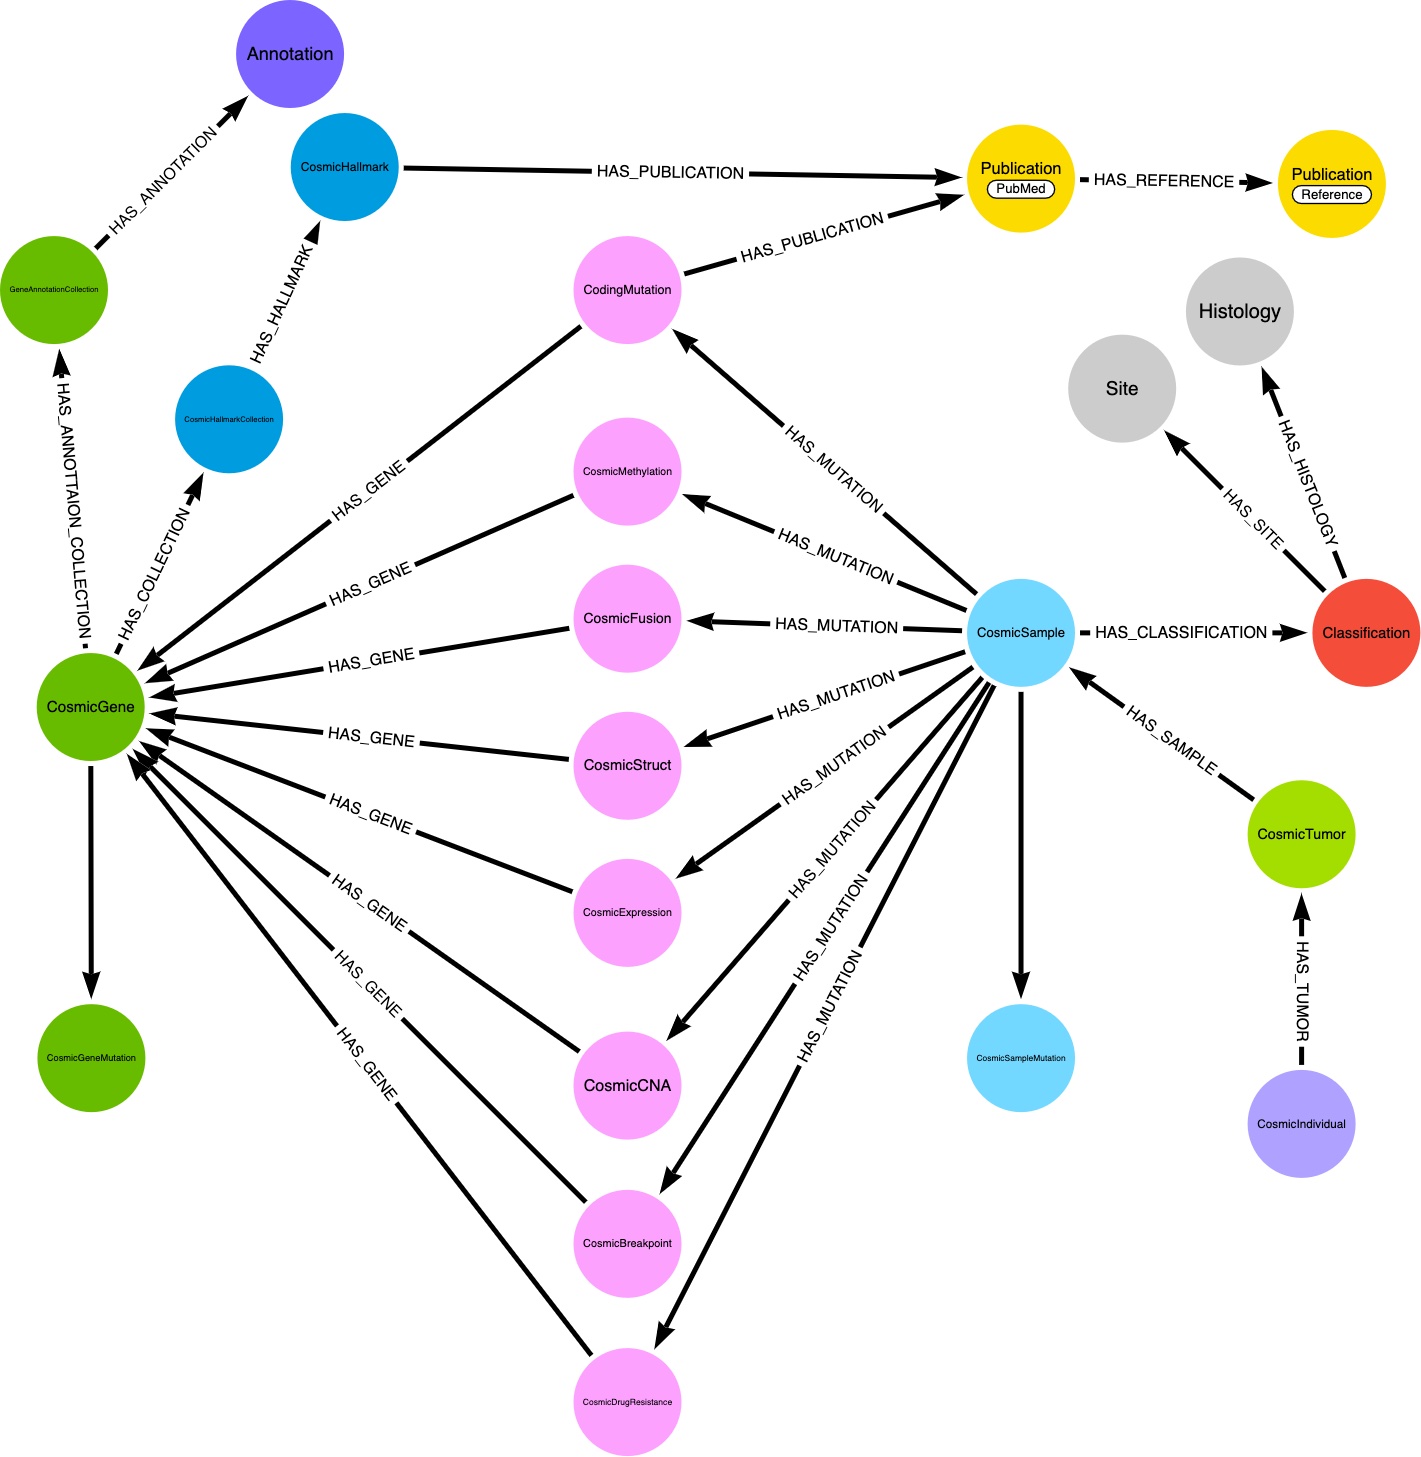 Annotation
CosmicHallmark
HAS_PUBLICATION
Publication
PubMed
HAS_REFERENCE
Publication
Reference
HAS_ANNOTATION
HAS_PUBLICATION
GeneAnnotationCollection
HAS_HALLMARK
CodingMutation
Histology
Site
CosmicHallmarkCollection
HAS_ANNOTTAION_COLLECTION
HAS_COLLECTION
HAS_GENE
CosmicMethylation
HAS_MUTATION
HAS_SITE
HAS_HISTOLOGY
HAS_GENE
HAS_MUTATION
CosmicFusion
HAS_MUTATION
CosmicSample
HAS_CLASSIFICATION
Classification
HAS_GENE
CosmicGene
HAS_MUTATION
HAS_GENE
CosmicStruct
HAS_MUTATION
HAS_SAMPLE
HAS_GENE
CosmicTumor
HAS_MUTATION
HAS_GENE
CosmicExpression
HAS_MUTATION
HAS_GENE
HAS_MUTATION
HAS_TUMOR
CosmicGeneMutation
HAS_GENE
CosmicCNA
CosmicSampleMutation
CosmicIndividual
CosmicBreakpoint
CosmicDrugResistance